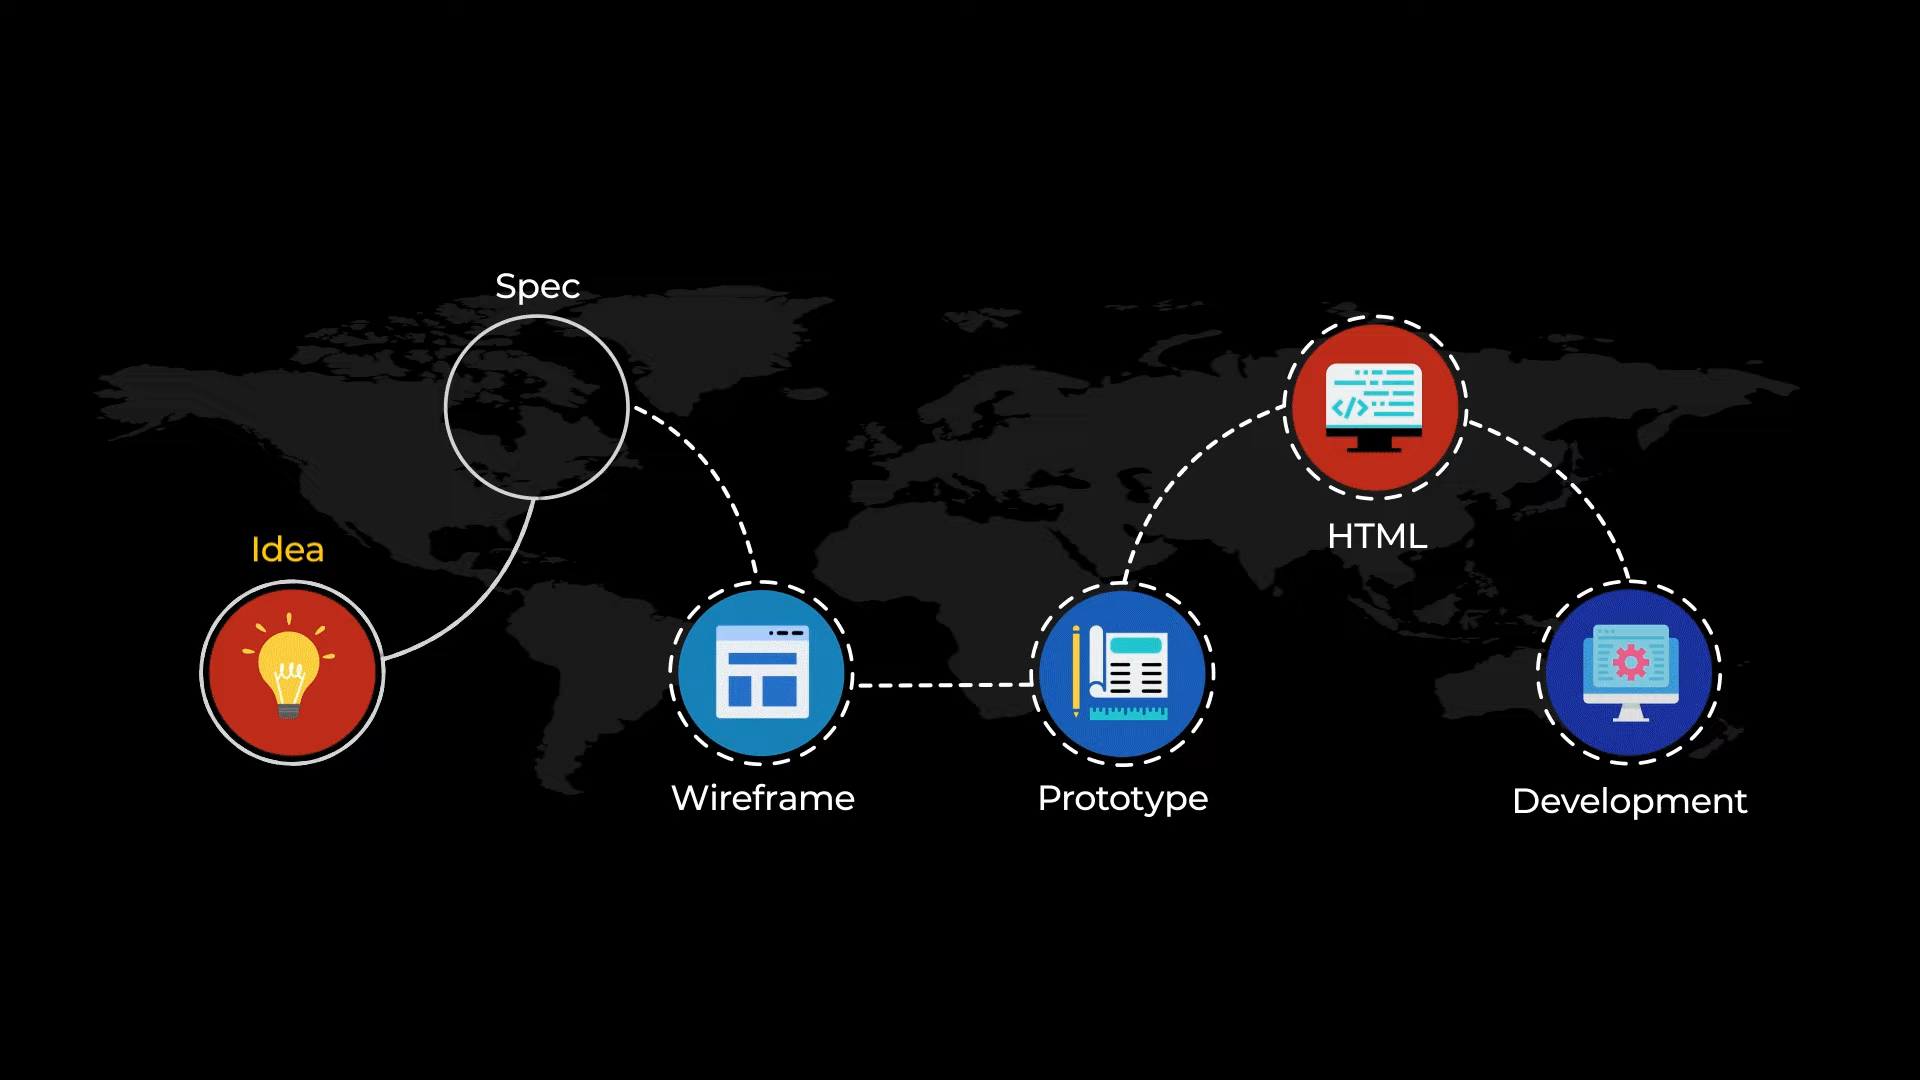 Spec
Idea
HTML
Wireframe
Prototype
Development